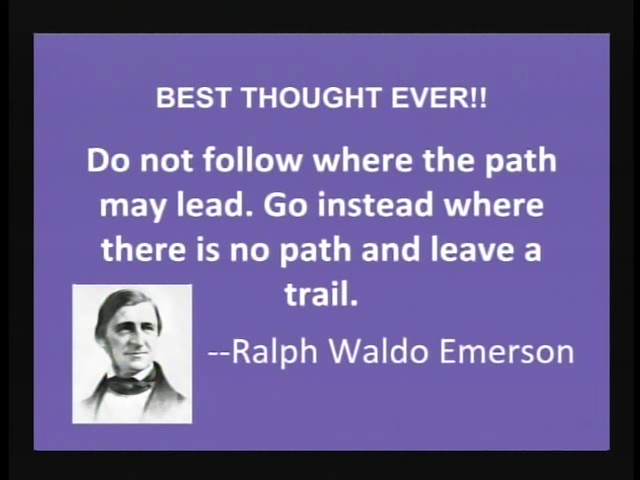 BEST THOUGHT EVER!!
Do not follow where the path
may lead. Go instead where
there is no path and leave a
trail.
--Ralph Waldo Emerson